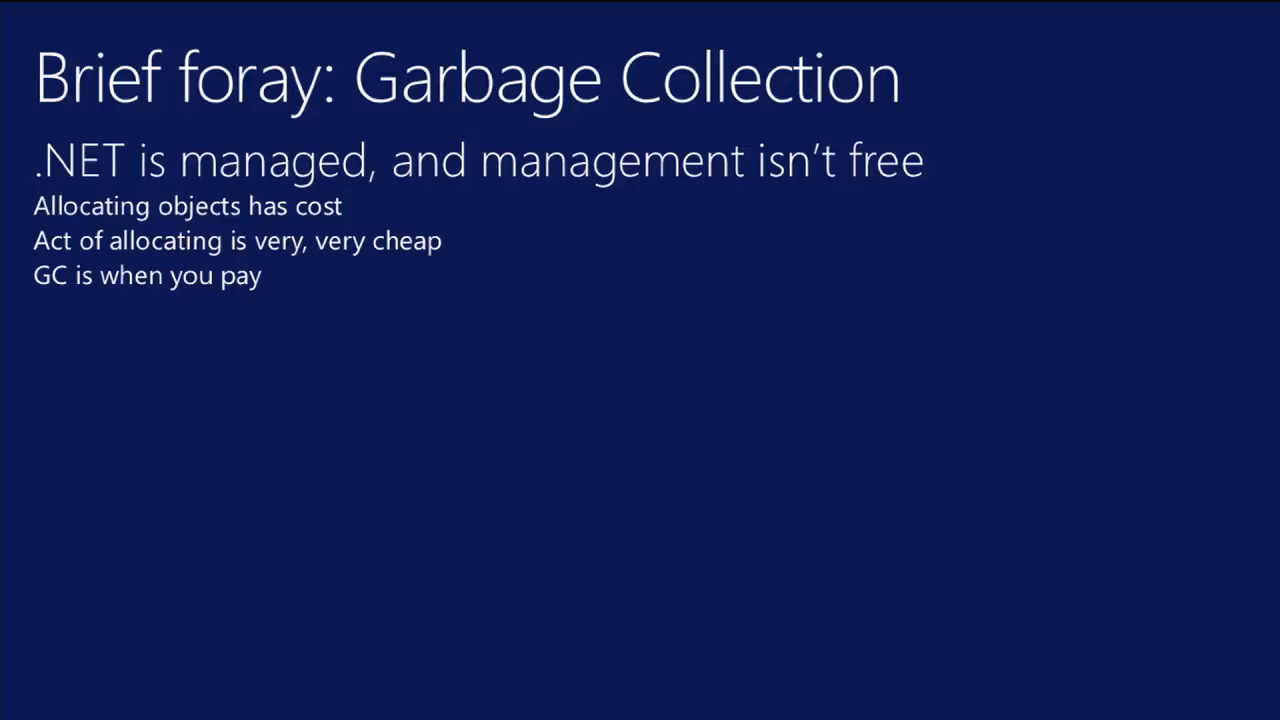 Brief foray: Garbage Collection
.NET is managed, and management isn’t free
Allocating objects has cost
Act of allocating is very, very cheap
GC is when you pay